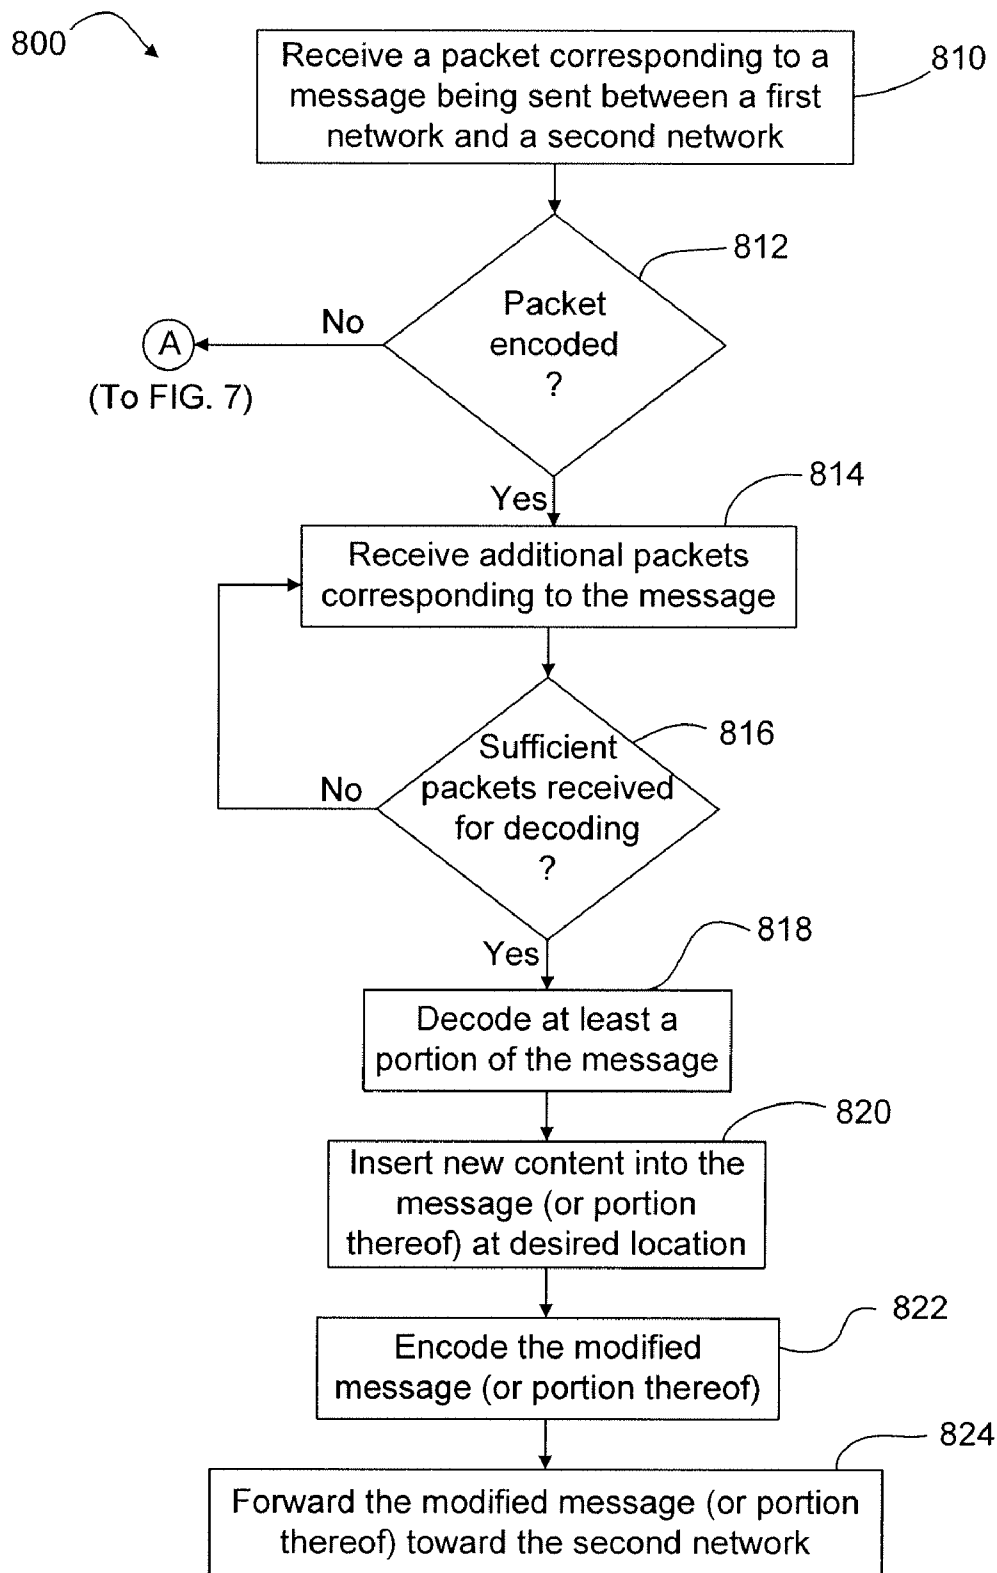 800
Receive a packet corresponding to a
message being sent between a first
network and a second network
810
812
Packet
encoded
?
No
A
(To FIG. 7)
Yes
814
Receive additional packets
corresponding to the message
816
Sufficient
packets received
for decoding
?
No
Yes
818
Decode at least a
portion of the message
820
Insert new content into the
message (or portion
thereof) at desired location
822
Encode the modified
message (or portion thereof)
824
Forward the modified message (or portion
thereof) toward the second network